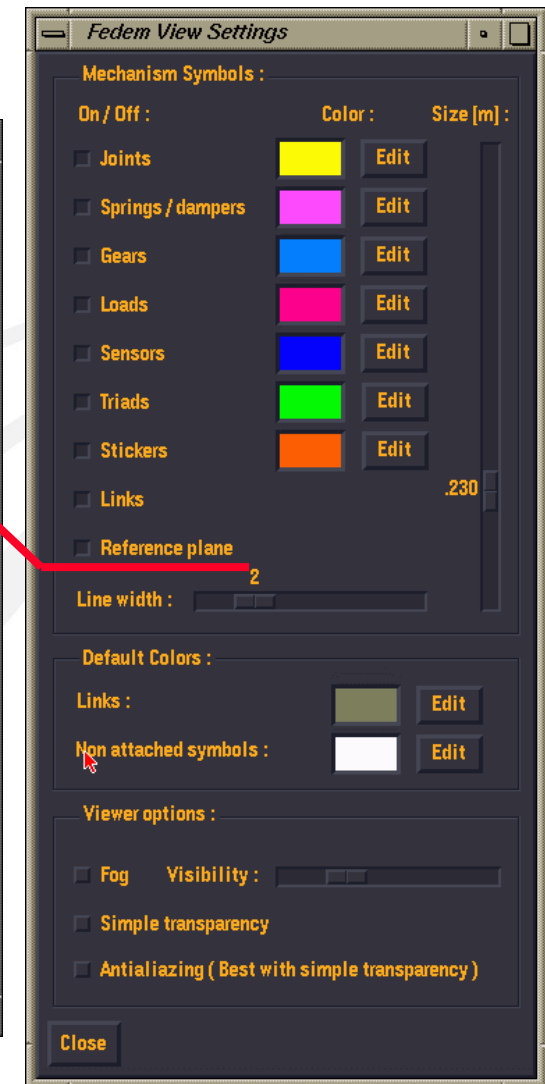 Fedem View Settings
Mechanism Symbols :
On / Off : Color : Size [m] :
Joints Edit
Springs / dampers Edit
Gears Edit
Loads Edit
Sensors Edit
Triads Edit
Stickers Edit
Links .230
Reference plane
2
Line width :
Default Colors :
Links : Edit
Non attached symbols : Edit
Viewer options :
Fog Visibility :
Simple transparency
Antialiazing ( Best with simple transparency )
Close